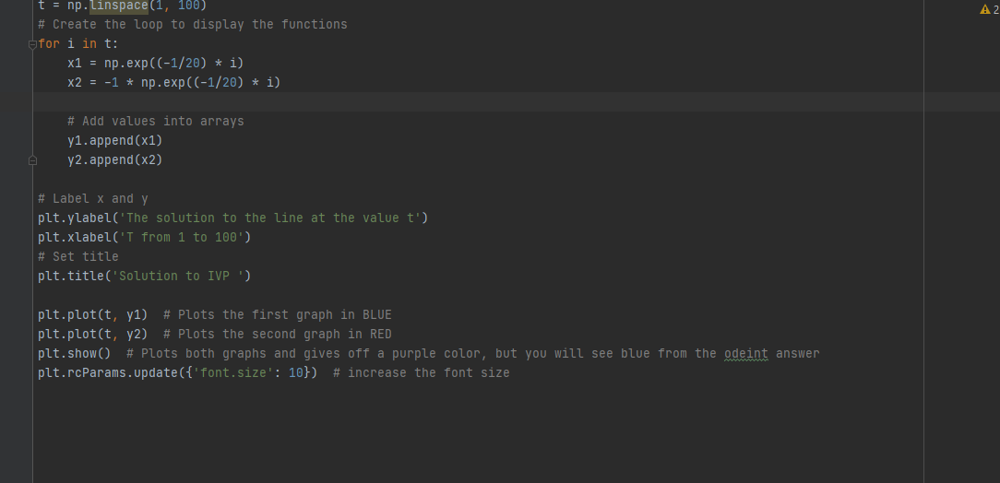 t = np.linspace(1, 100)
2
# Create the loop to display the functions
for i in t:
    x1 = np.exp((-1/20) * i)
    x2 = -1 * np.exp((-1/20) * i)
    # Add values into arrays
    y1.append(x1)
    y2.append(x2)
# Label x and y
plt.ylabel('The solution to the line at the value t')
plt.xlabel('T from 1 to 100')
# Set title
plt.title('Solution to IVP ')
plt.plot(t, y1)  # Plots the first graph in BLUE
plt.plot(t, y2)  # Plots the second graph in RED
plt.show()  # Plots both graphs and gives off a purple color, but you will see blue from the odeint answer
plt.rcParams.update({'font.size': 10})  # increase the font size